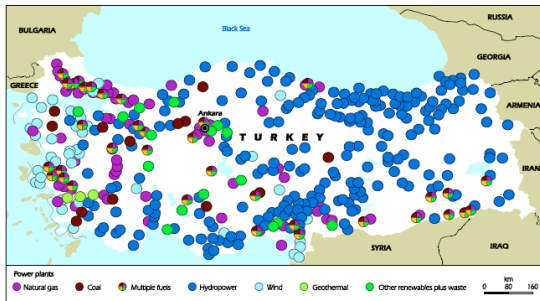 BULGARIA
RUSSIA
Black Sea
GEORGIA
GREECE
ARMENIA
Ankara
TURKEY
IRAN
SYRIA
IRAQ
Power plants
Natural gas
Coal
Multiple fuels
Hydropower
Wind
Geothermal
Other renewables plus waste
km
0 80 160